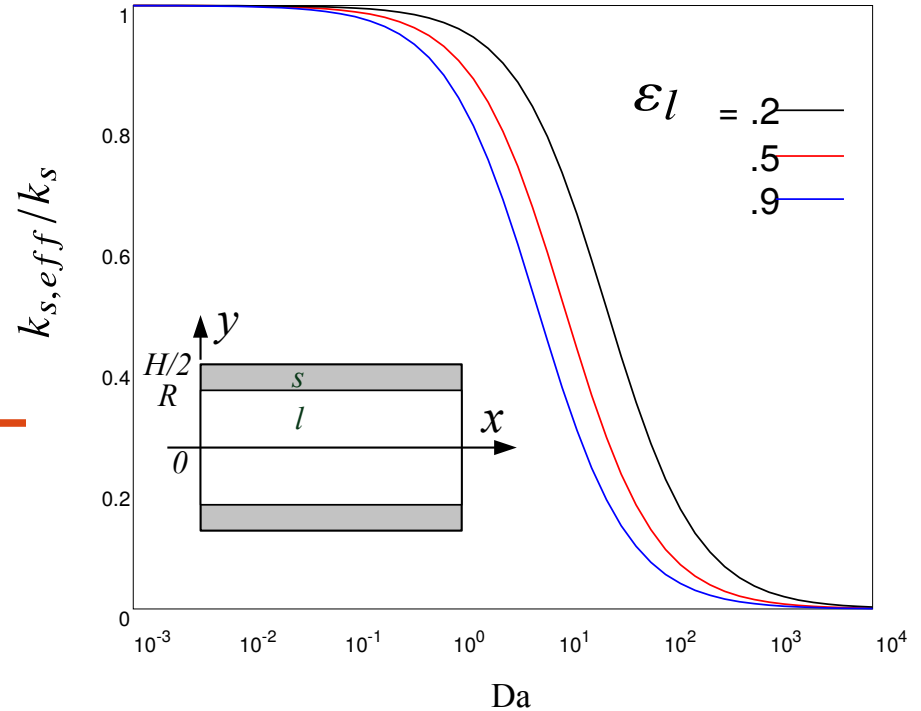 k_{s,eff}/k_s
1
0.8
0.6
0.4
0.2
0
ε_l = .2
.5
.9
y
H/2
R
s
l
x
0
10^{-3} 10^{-2} 10^{-1} 10^{0} 10^{1} 10^{2} 10^{3} 10^{4}
Da